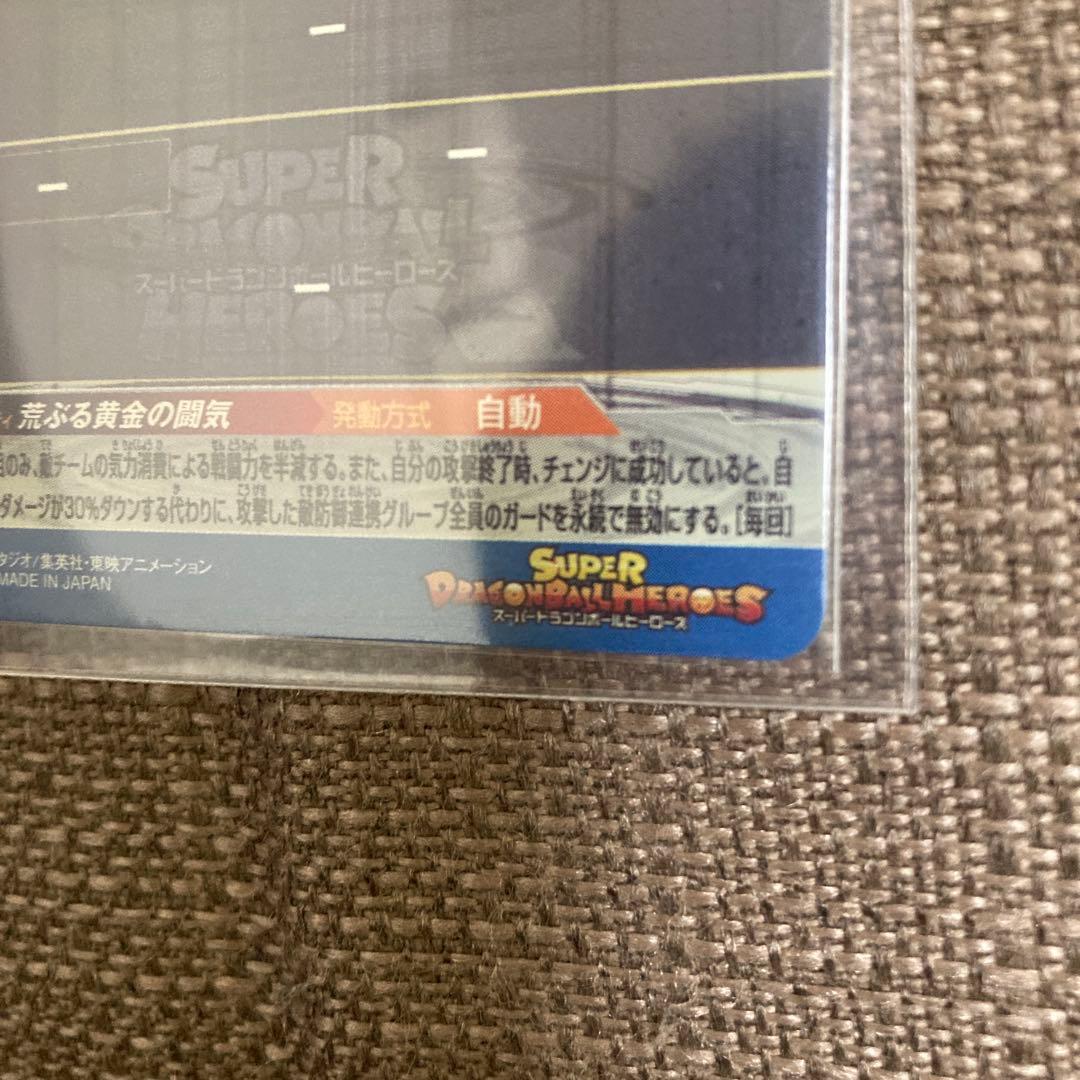 SUPER
DRAGONBALL
スーパードラゴンボールヒーローズ
HEROES
ィ 荒ぶる黄金の闘気 発動方式 自動
のみ、敵チームの気力消費による戦闘力を半減する。また、自分の攻撃終了時、チェンジに成功していると。自
ダメージが30%ダウンする代わりに、攻撃した敵防御連携グループ全員のガードを永続で無効にする。[毎回]
タジオ/集英社・東映アニメーション
MADE IN JAPAN
SUPER
DRAGONBALL HEROES
スーパードラゴンボールヒーローズ